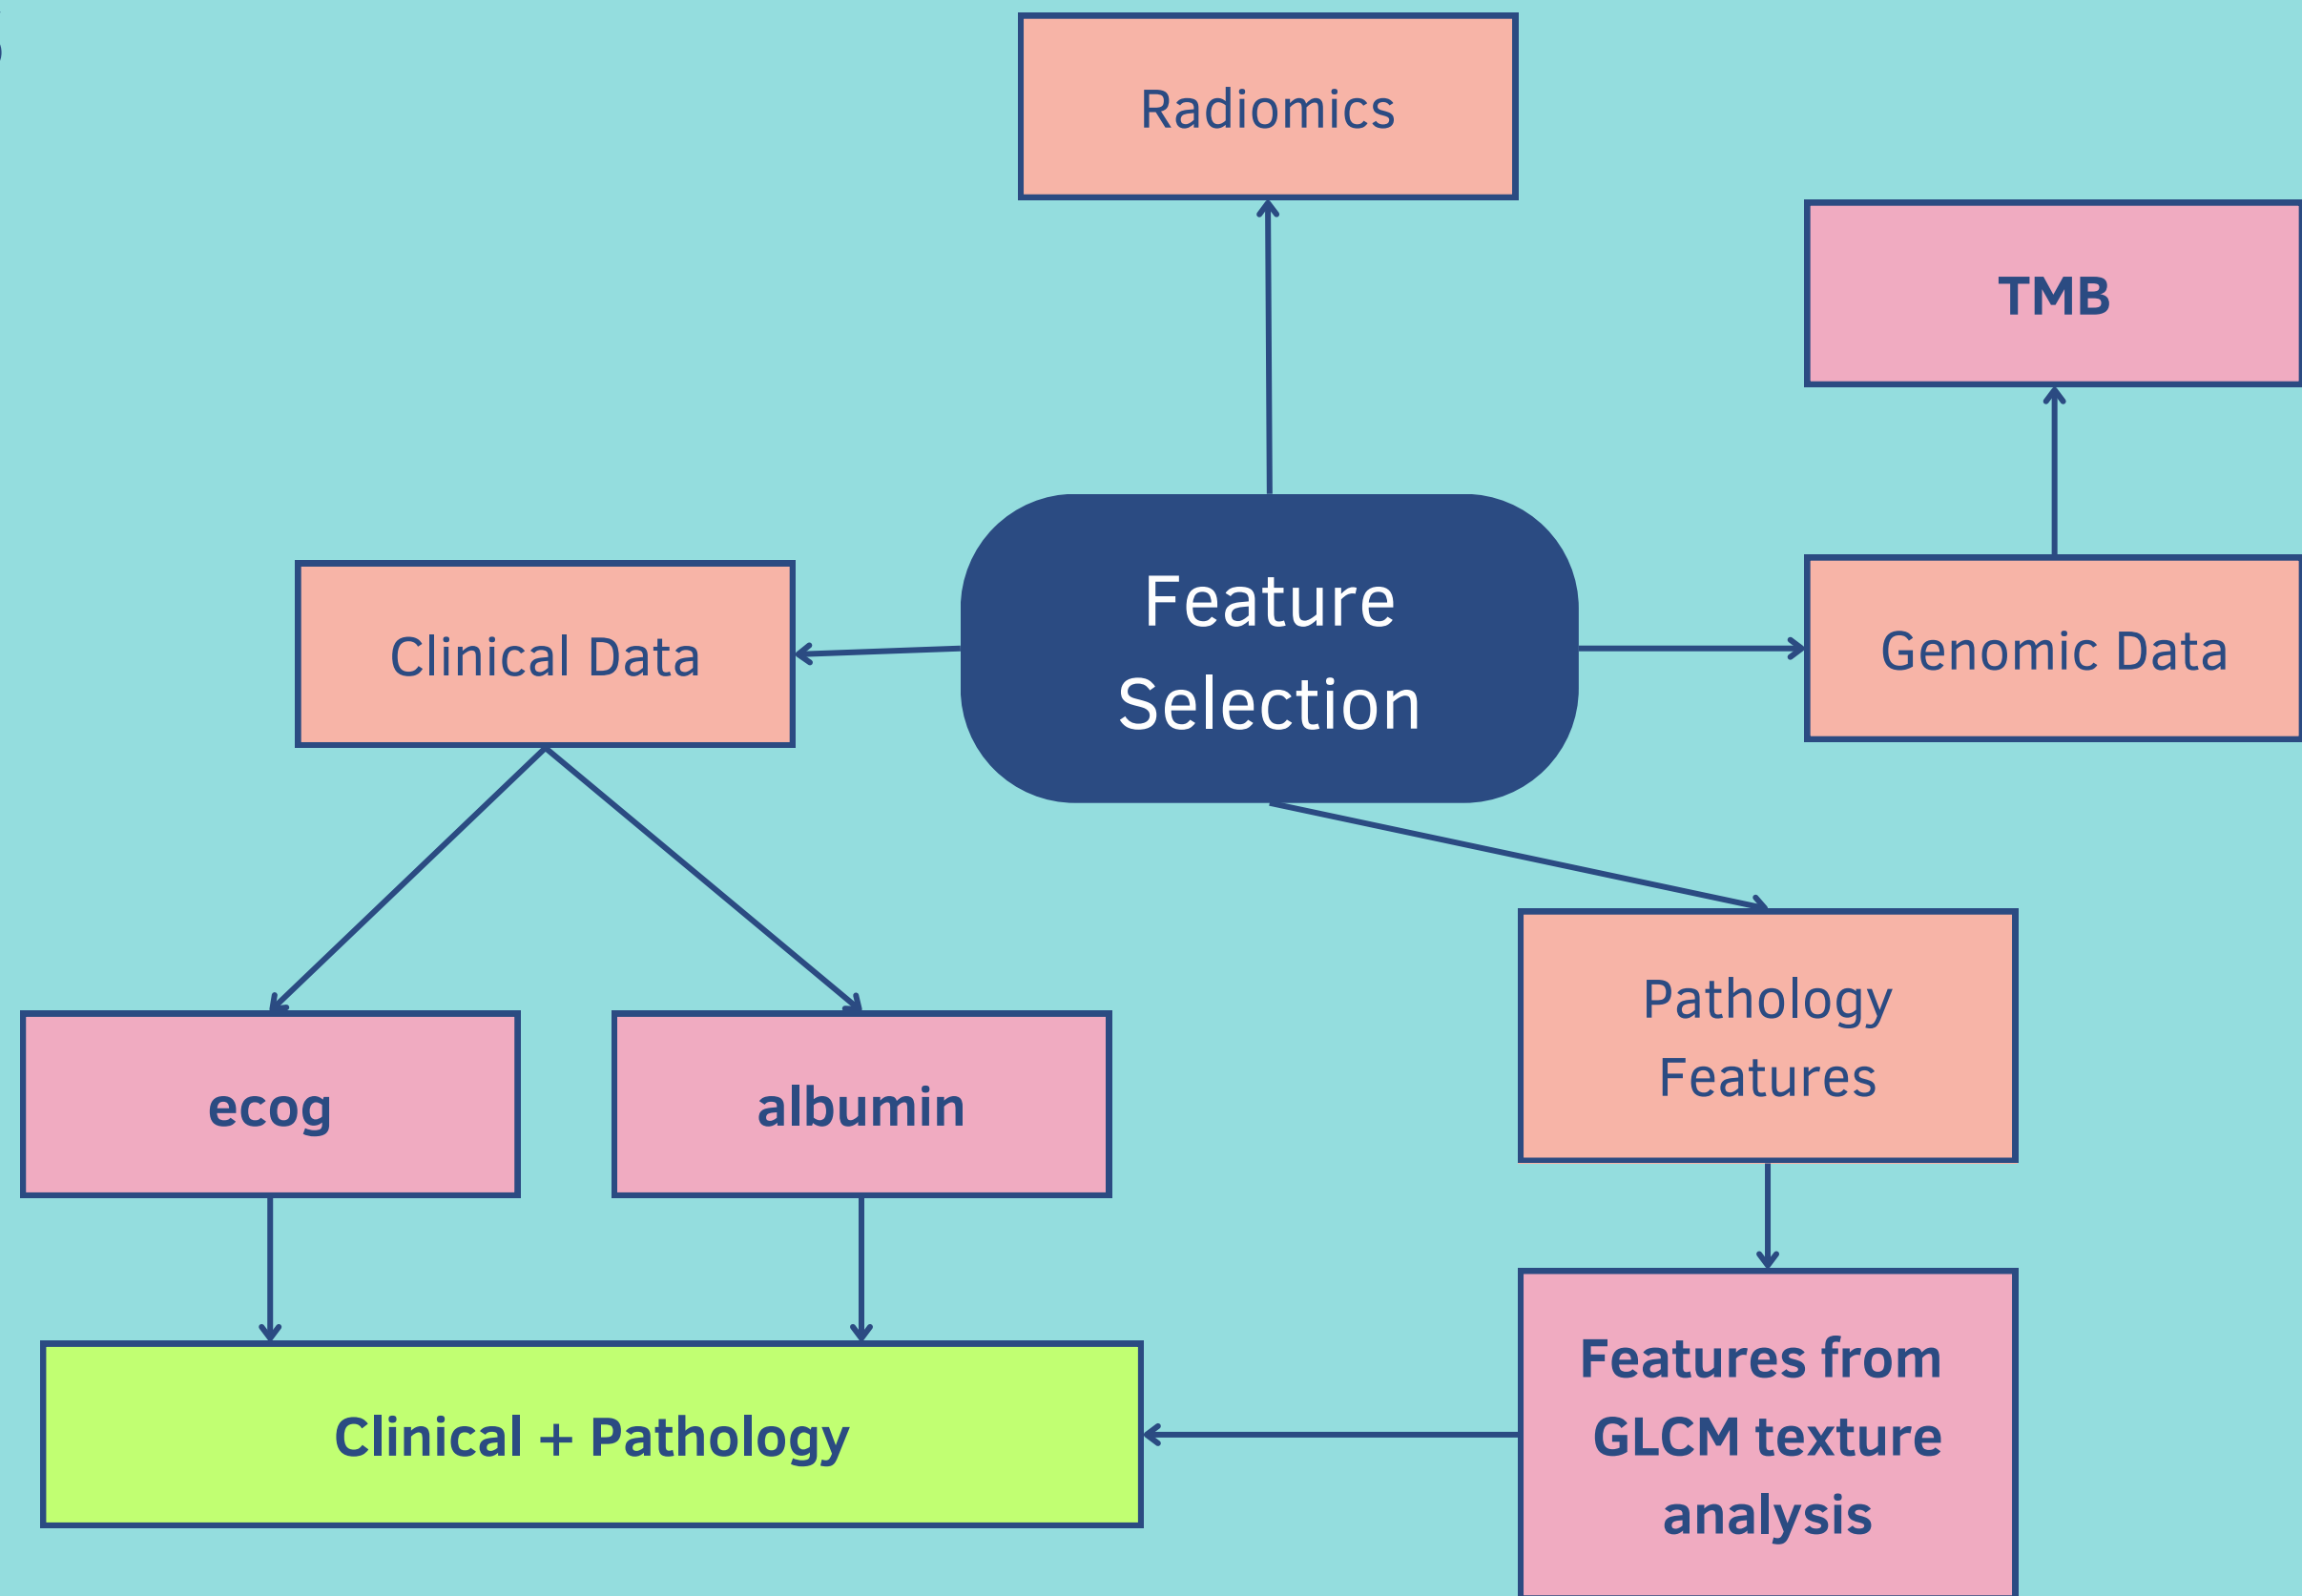 Radiomics
TMB
Feature
Selection
Clinical Data
Genomic Data
Pathology
Features
ecog
albumin
Features from
GLCM texture
analysis
Clinical + Pathology